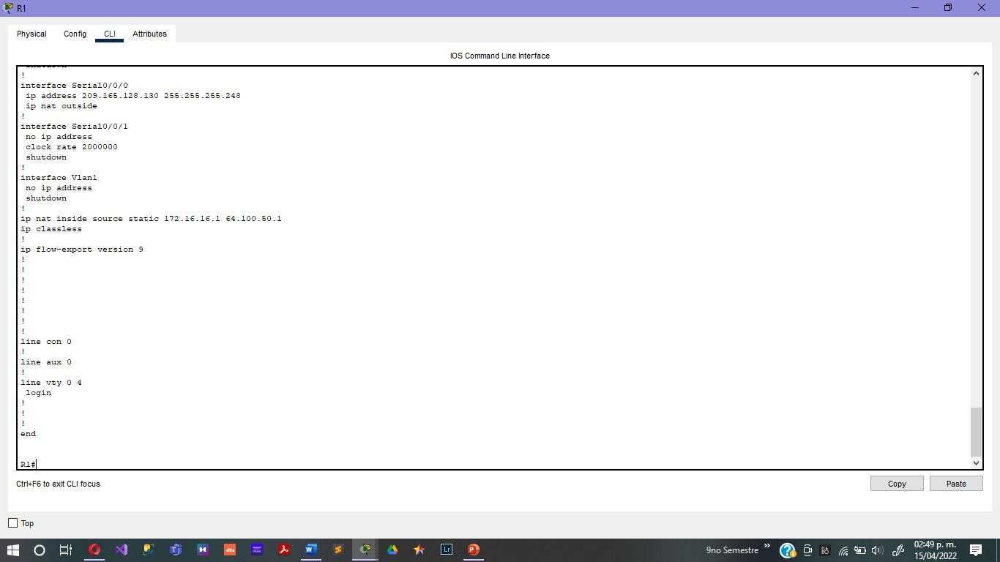 R1
Physical Config CLI Attributes
IOS Command Line Interface
!
interface Serial0/0/0
 ip address 209.165.128.130 255.255.255.248
 ip nat outside
!
interface Serial0/0/1
 no ip address
 clock rate 2000000
 shutdown
!
interface Vlan1
 no ip address
 shutdown
!
ip nat inside source static 172.16.16.1 64.100.50.1
ip classless
!
ip flow-export version 9
!
!
!
!
!
!
!
!
line con 0
!
line aux 0
!
line vty 0 4
 login
!
!
!
end
R1#
Ctrl+F6 to exit CLI focus
Copy Paste
Top
9no Semestre
02:49 p. m.
15/04/2022